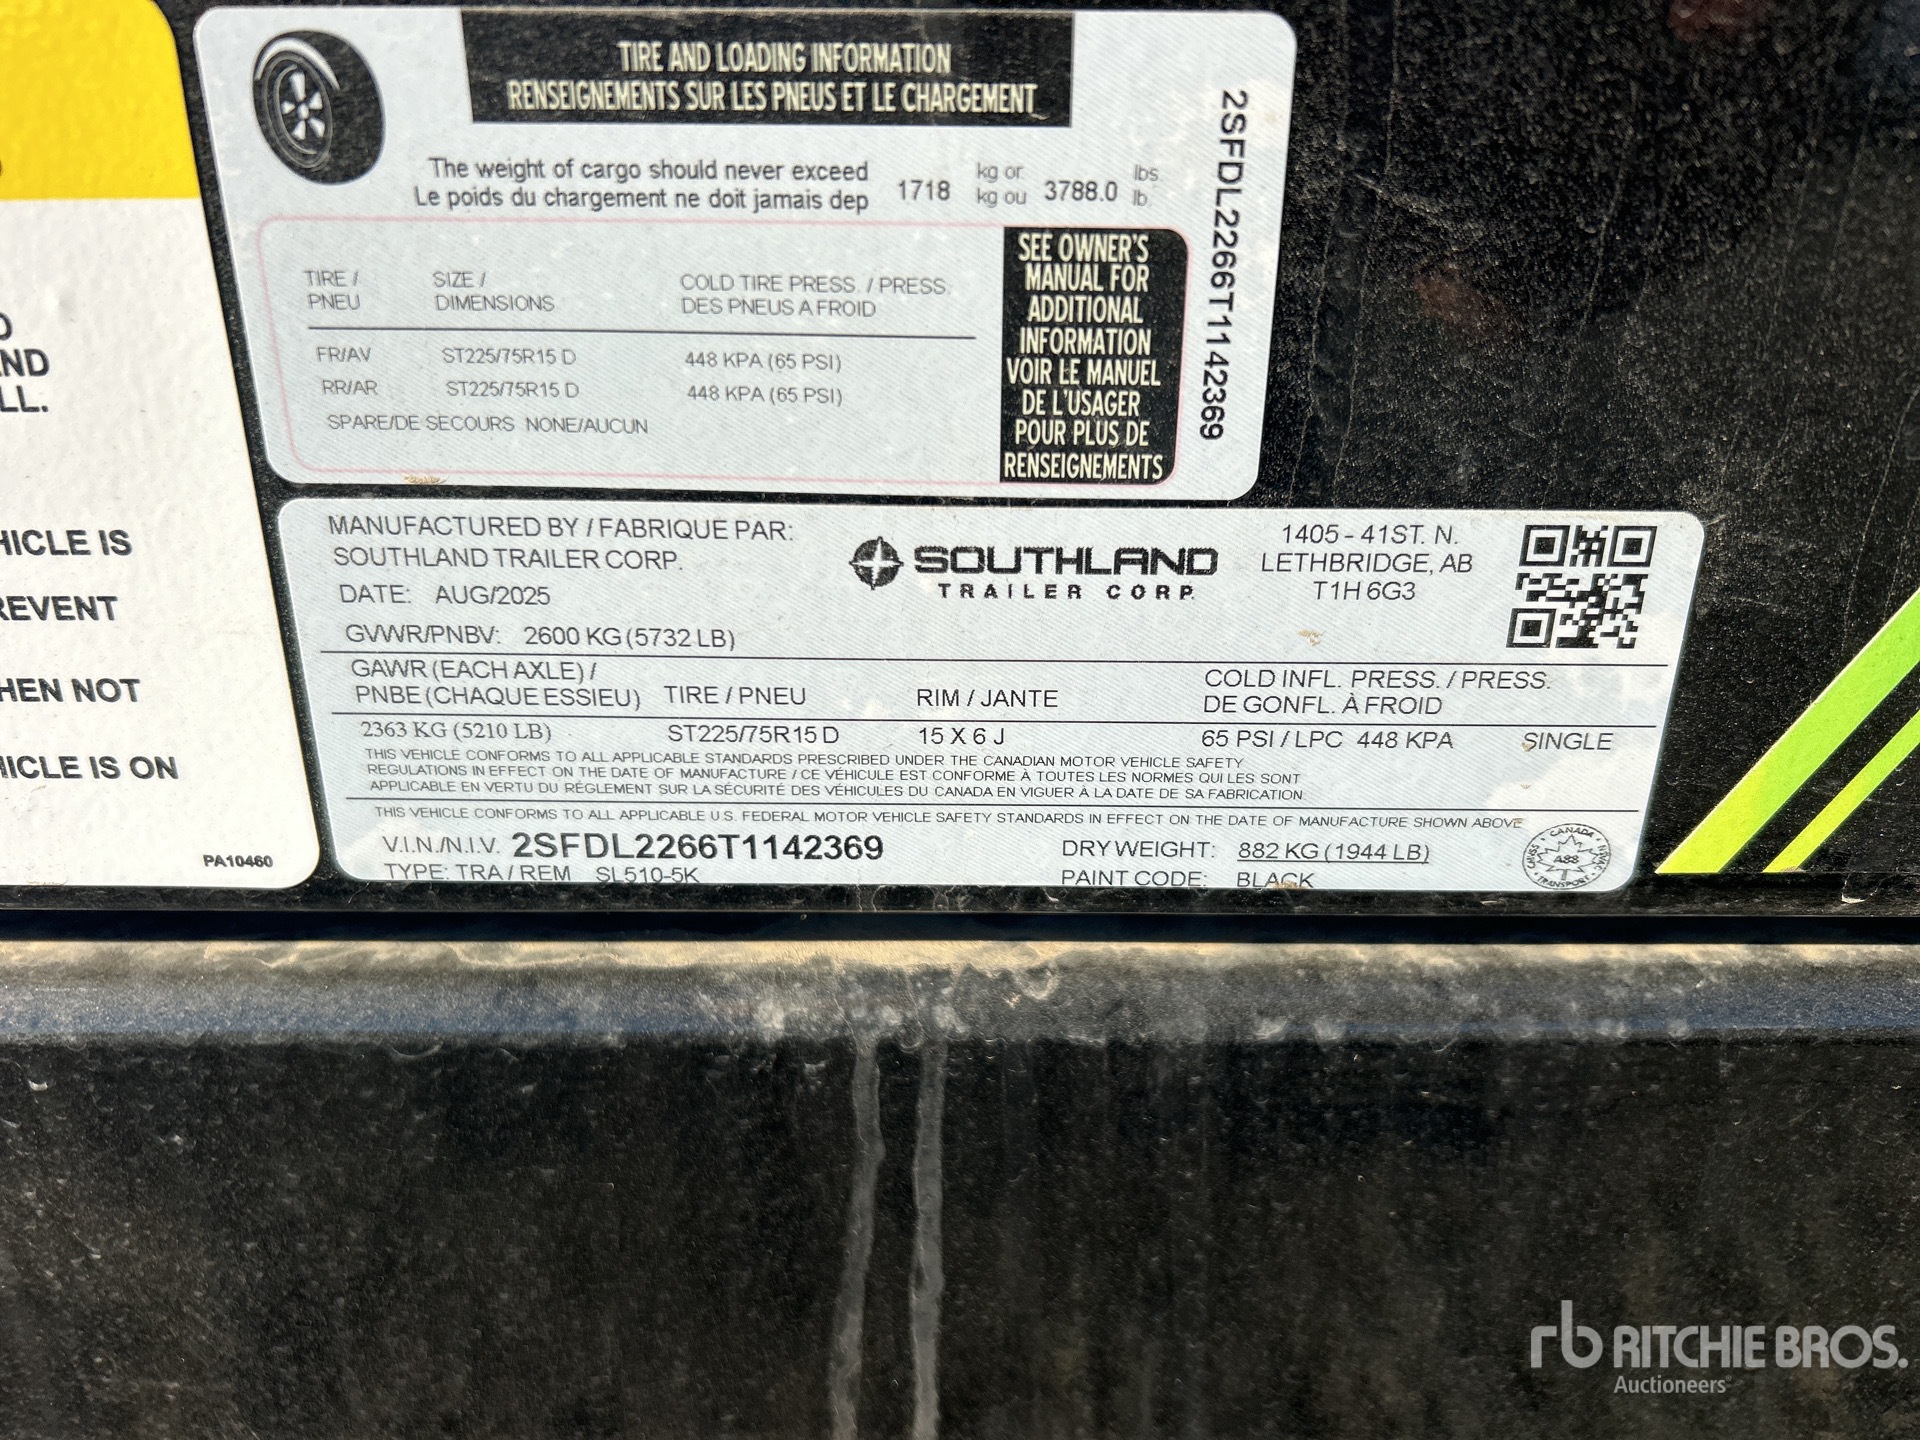 ND
LL.
HICLE IS
REVENT
HEN NOT
HICLE IS ON
PA10460
TIRE AND LOADING INFORMATION
RENSEIGNEMENTS SUR LES PNEUS ET LE CHARGEMENT
The weight of cargo should never exceed
Le poids du chargement ne doit jamais dep
1718
kg or
kg ou
3788.0
lbs.
lb.
TIRE /
PNEU
SIZE /
DIMENSIONS
COLD TIRE PRESS. / PRESS.
DES PNEUS A FROID
FR/AV ST225/75R15 D 448 KPA (65 PSI)
RR/AR ST225/75R15 D 448 KPA (65 PSI)
SPARE/DE SECOURS NONE/AUCUN
SEE OWNER'S
MANUAL FOR
ADDITIONAL
INFORMATION
VOIR LE MANUEL
DE L'USAGER
POUR PLUS DE
RENSEIGNEMENTS
2SFDL2266T1142369
MANUFACTURED BY / FABRIQUE PAR:
SOUTHLAND TRAILER CORP.
DATE: AUG/2025
GVWR/PNBV: 2600 KG (5732 LB)
SOUTHLAND
TRAILER CORP.
1405 - 41ST. N.
LETHBRIDGE, AB
T1H 6G3
GAWR (EACH AXLE) /
PNBE (CHAQUE ESSIEU) TIRE / PNEU RIM / JANTE
COLD INFL. PRESS. / PRESS.
DE GONFL. À FROID
2363 KG (5210 LB) ST225/75R15 D 15 X 6 J 65 PSI / LPC 448 KPA SINGLE
THIS VEHICLE CONFORMS TO ALL APPLICABLE STANDARDS PRESCRIBED UNDER THE CANADIAN MOTOR VEHICLE SAFETY
REGULATIONS IN EFFECT ON THE DATE OF MANUFACTURE / CE VÉHICULE EST CONFORME À TOUTES LES NORMES QUI LES SONT
APPLICABLE EN VERTU DU RÉGLEMENT SUR LA SÉCURITÉ DES VÉHICULES DU CANADA EN VIGUER À LA DATE DE SA FABRICATION.
THIS VEHICLE CONFORMS TO ALL APPLICABLE U.S. FEDERAL MOTOR VEHICLE SAFETY STANDARDS IN EFFECT ON THE DATE OF MANUFACTURE SHOWN ABOVE
V.I.N./N.I.V. 2SFDL2266T1142369 DRY WEIGHT: 882 KG (1944 LB)
TYPE: TRA / REM SL510-5K PAINT CODE: BLACK
CANADA
TRANSPORT
rb RITCHIE BROS.
Auctioneers